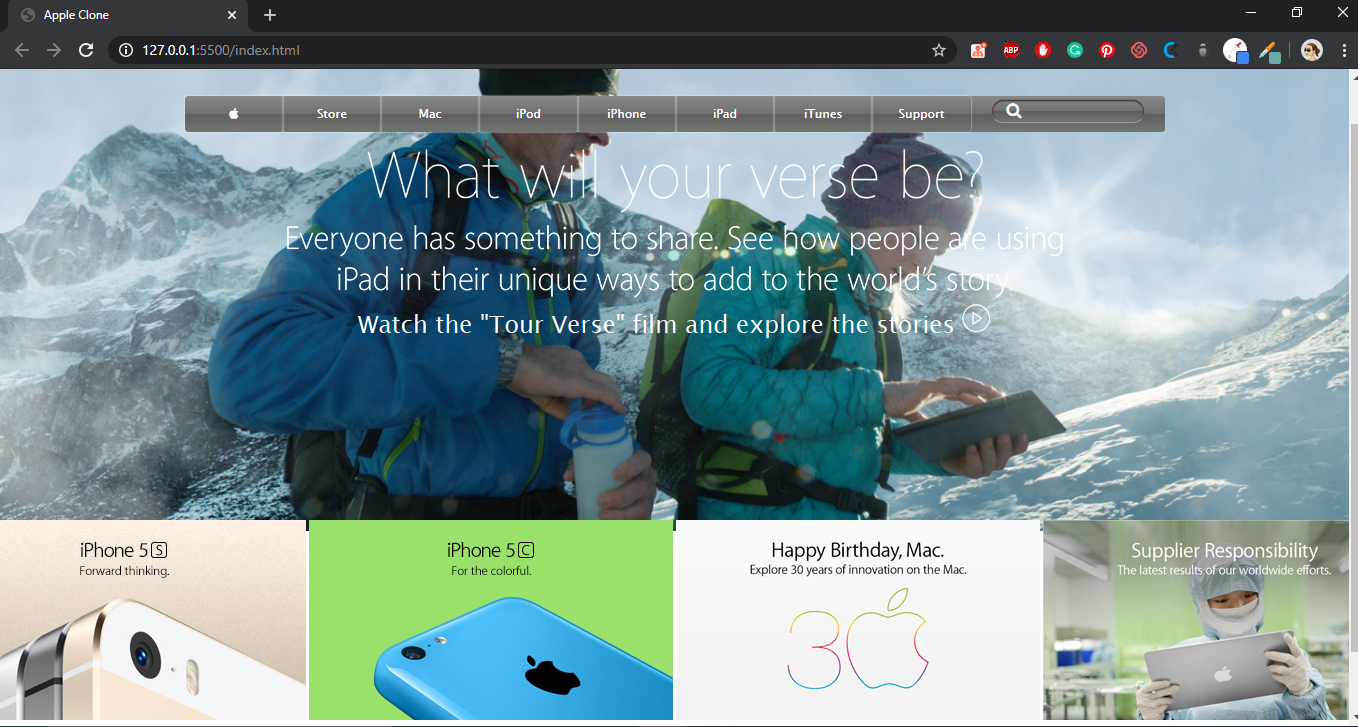 Apple Clone
127.0.0.1:5500/index.html
ABP
Store Mac iPod iPhone iPad iTunes Support
What will your verse be?
Everyone has something to share. See how people are using
iPad in their unique ways to add to the world's story.
Watch the "Tour Verse" film and explore the stories
iPhone 5S
Forward thinking.
iPhone 5C
For the colorful.
Happy Birthday, Mac.
Explore 30 years of innovation on the Mac.
30
Supplier Responsibility
The latest results of our worldwide efforts.